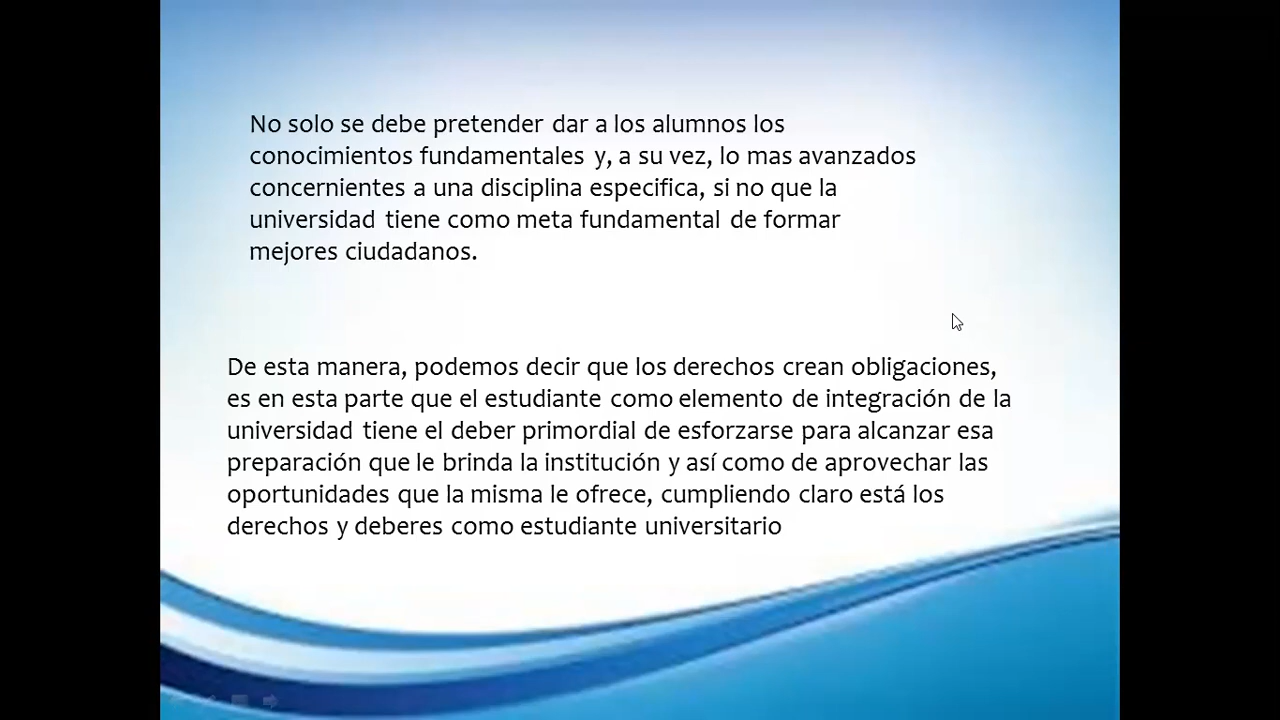 No solo se debe pretender dar a los alumnos los
conocimientos fundamentales y, a su vez, lo mas avanzados
concernientes a una disciplina especifica, si no que la
universidad tiene como meta fundamental de formar
mejores ciudadanos.
De esta manera, podemos decir que los derechos crean obligaciones,
es en esta parte que el estudiante como elemento de integración de la
universidad tiene el deber primordial de esforzarse para alcanzar esa
preparación que le brinda la institución y así como de aprovechar las
oportunidades que la misma le ofrece, cumpliendo claro está los
derechos y deberes como estudiante universitario